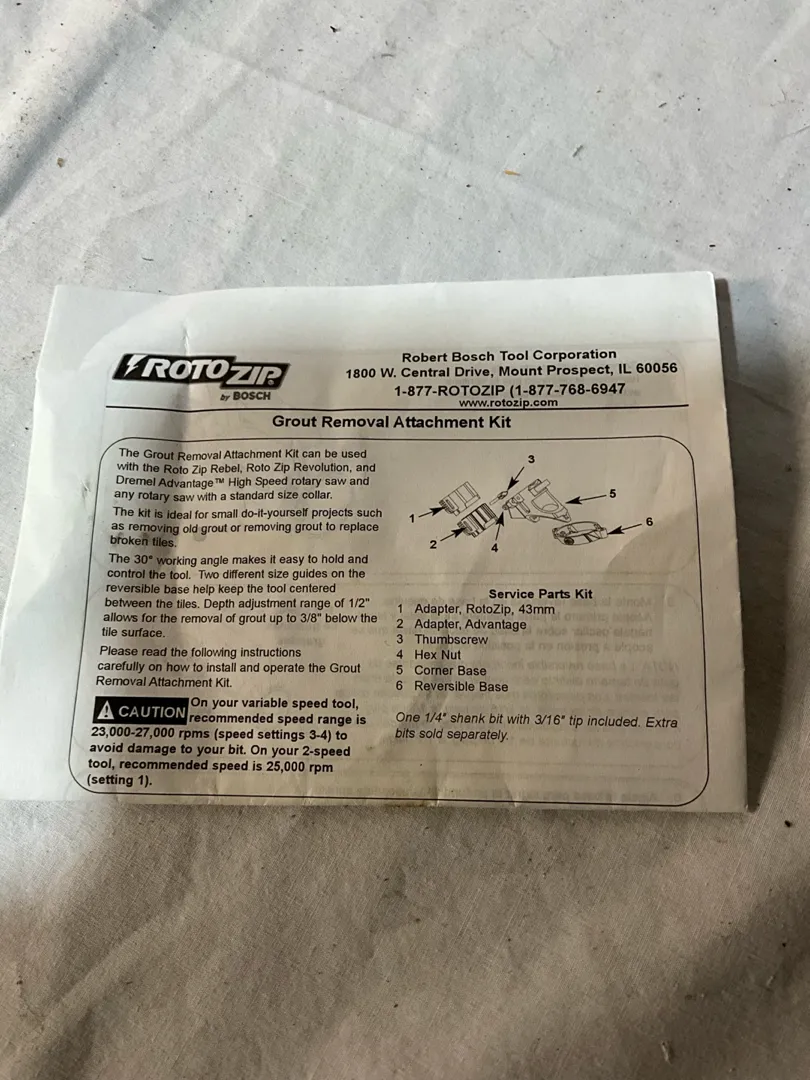 ROTOZIP
by BOSCH
Robert Bosch Tool Corporation
1800 W. Central Drive, Mount Prospect, IL 60056
1-877-ROTOZIP (1-877-768-6947
www.rotozip.com
Grout Removal Attachment Kit
The Grout Removal Attachment Kit can be used
with the Roto Zip Rebel, Roto Zip Revolution, and
Dremel Advantage™ High Speed rotary saw and
any rotary saw with a standard size collar.
The kit is ideal for small do-it-yourself projects such
as removing old grout or removing grout to replace
broken tiles.
The 30° working angle makes it easy to hold and
control the tool. Two different size guides on the
reversible base help keep the tool centered
between the tiles. Depth adjustment range of 1/2"
allows for the removal of grout up to 3/8" below the
tile surface.
Please read the following instructions
carefully on how to install and operate the Grout
Removal Attachment Kit.
CAUTION On your variable speed tool,
recommended speed range is
23,000-27,000 rpms (speed settings 3-4) to
avoid damage to your bit. On your 2-speed
tool, recommended speed is 25,000 rpm
(setting 1).
1
2
3
4
5
6
Service Parts Kit
1 Adapter, RotoZip, 43mm
2 Adapter, Advantage
3 Thumbscrew
4 Hex Nut
5 Corner Base
6 Reversible Base
One 1/4" shank bit with 3/16" tip included. Extra
bits sold separately.